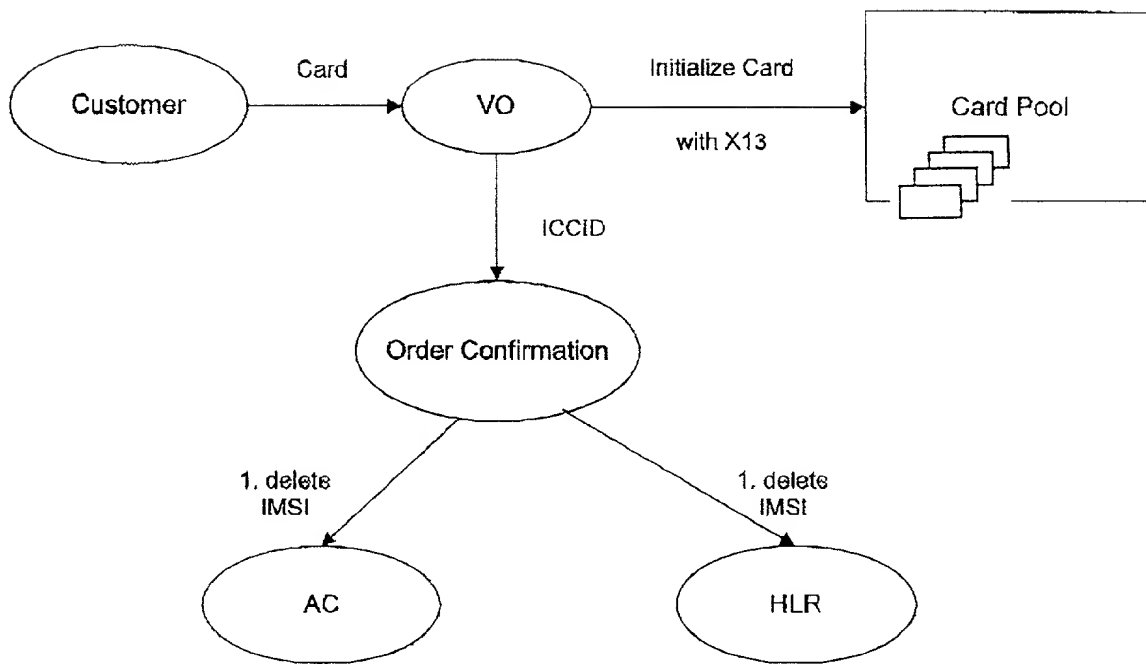 Card
Initialize Card
Customer
VO
Card Pool
with X13
ICCID
Order Confirmation
1. delete
IMSI
1. delete
IMSI
AC
HLR